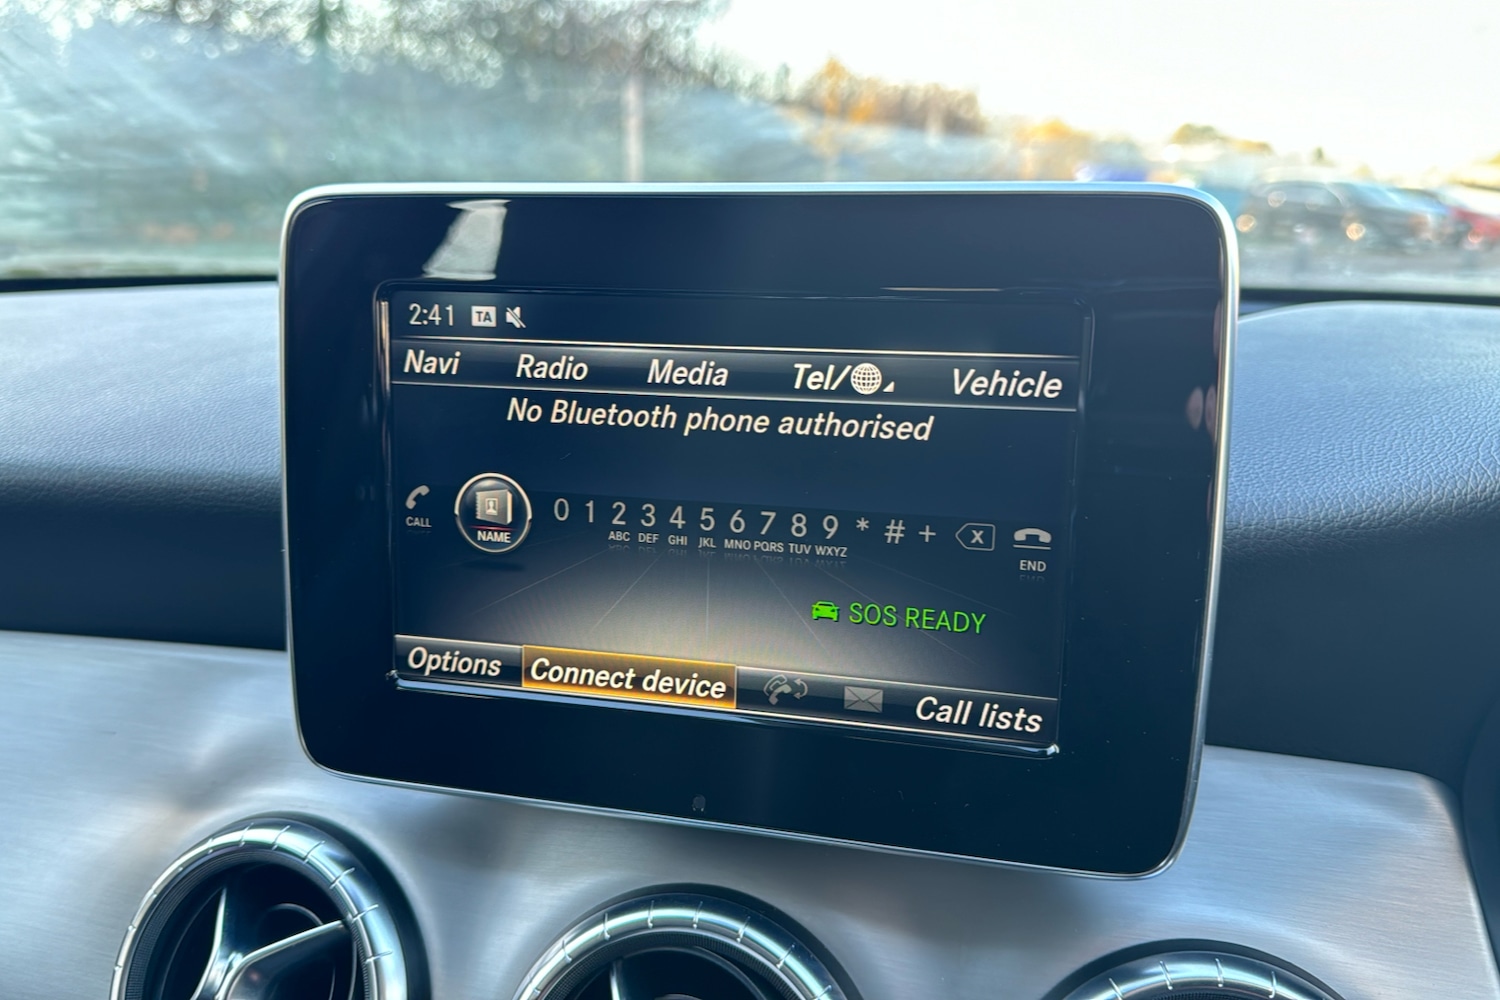 2:41 TA
Navi Radio Media Tel/ Vehicle
No Bluetooth phone authorised
CALL NAME 0 1 2 3 4 5 6 7 8 9 * # + X END
ABC DEF GHI JKL MNO PQRS TUV WXYZ
SOS READY
Options Connect device Call lists